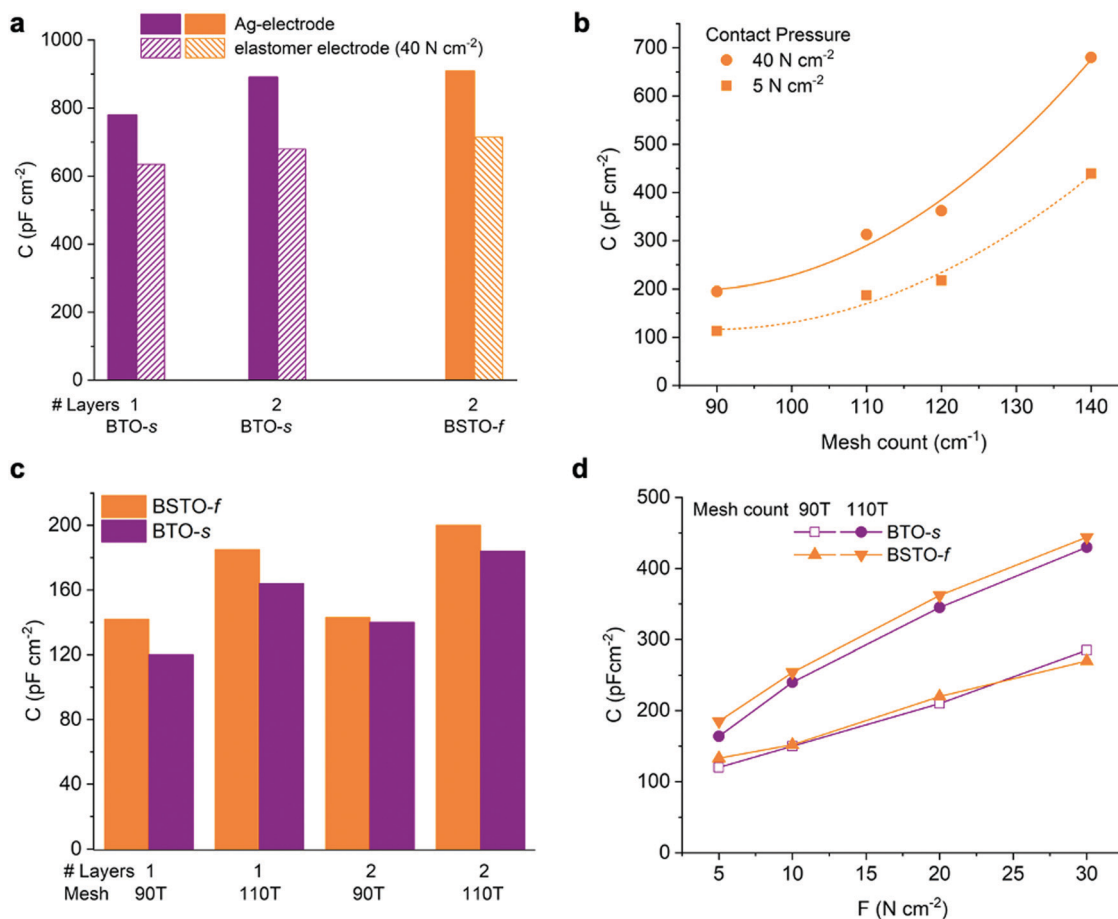 a
Ag-electrode
elastomer electrode (40 N cm⁻²)
1000
800
600
400
200
0
C (pF cm⁻²)
# Layers 1 2 2
BTO-s BTO-s BSTO-f
b
Contact Pressure
40 N cm⁻²
5 N cm⁻²
700
600
500
400
300
200
100
0
C (pF cm⁻²)
90 100 110 120 130 140
Mesh count (cm⁻¹)
c
BSTO-f
BTO-s
200
160
120
80
40
0
C (pF cm⁻²)
# Layers 1 1 2 2
Mesh 90T 110T 90T 110T
d
Mesh count 90T 110T
BTO-s
BSTO-f
500
400
300
200
100
0
C (pFcm⁻²)
5 10 15 20 25 30
F (N cm⁻²)